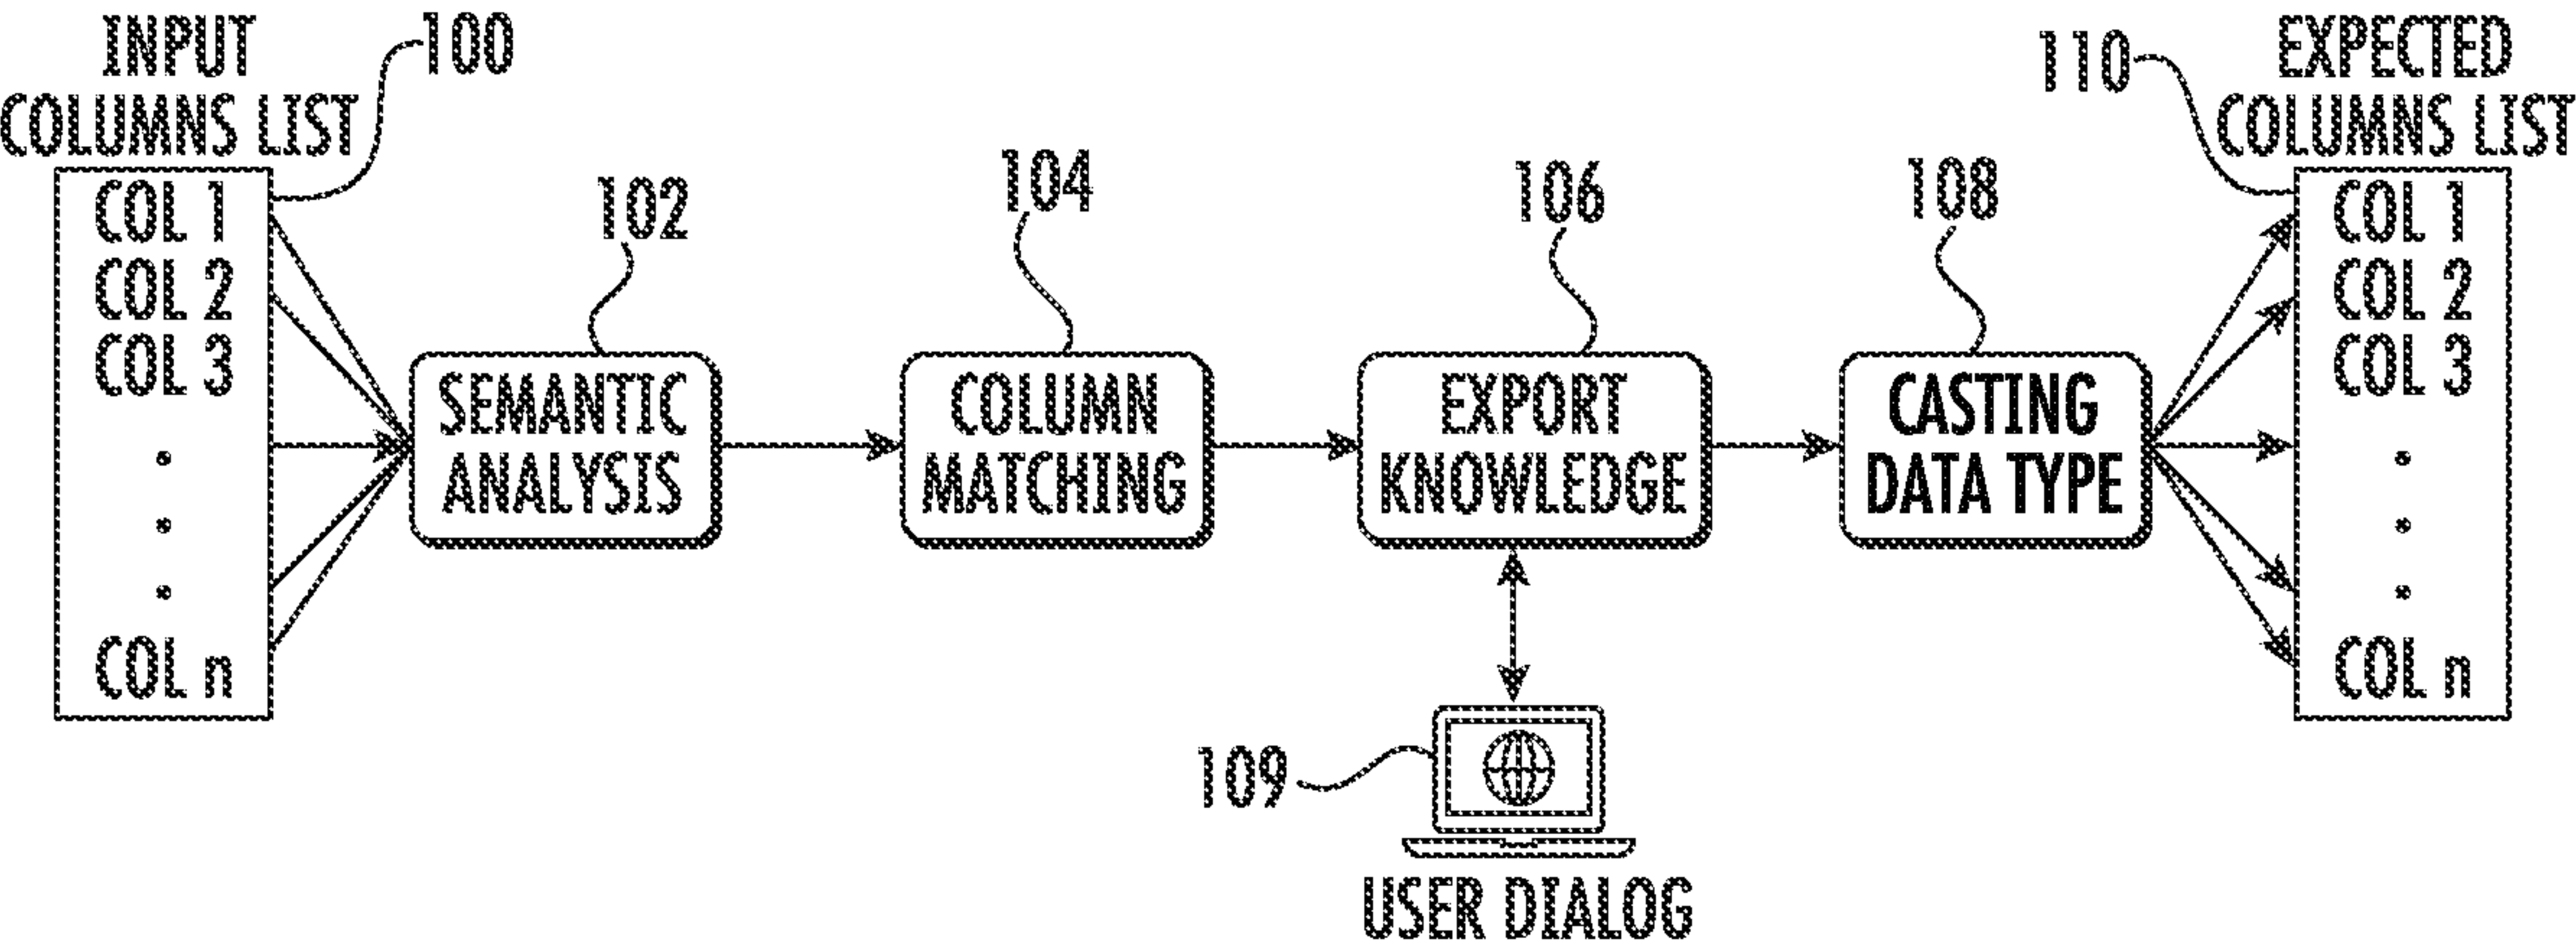 INPUT
COLUMNS LIST
100
COL 1
COL 2
COL 3
COL n
102
SEMANTIC
ANALYSIS
104
COLUMN
MATCHING
106
EXPORT
KNOWLEDGE
108
CASTING
DATA TYPE
109
USER DIALOG
110
EXPECTED
COLUMNS LIST
COL 1
COL 2
COL 3
COL n